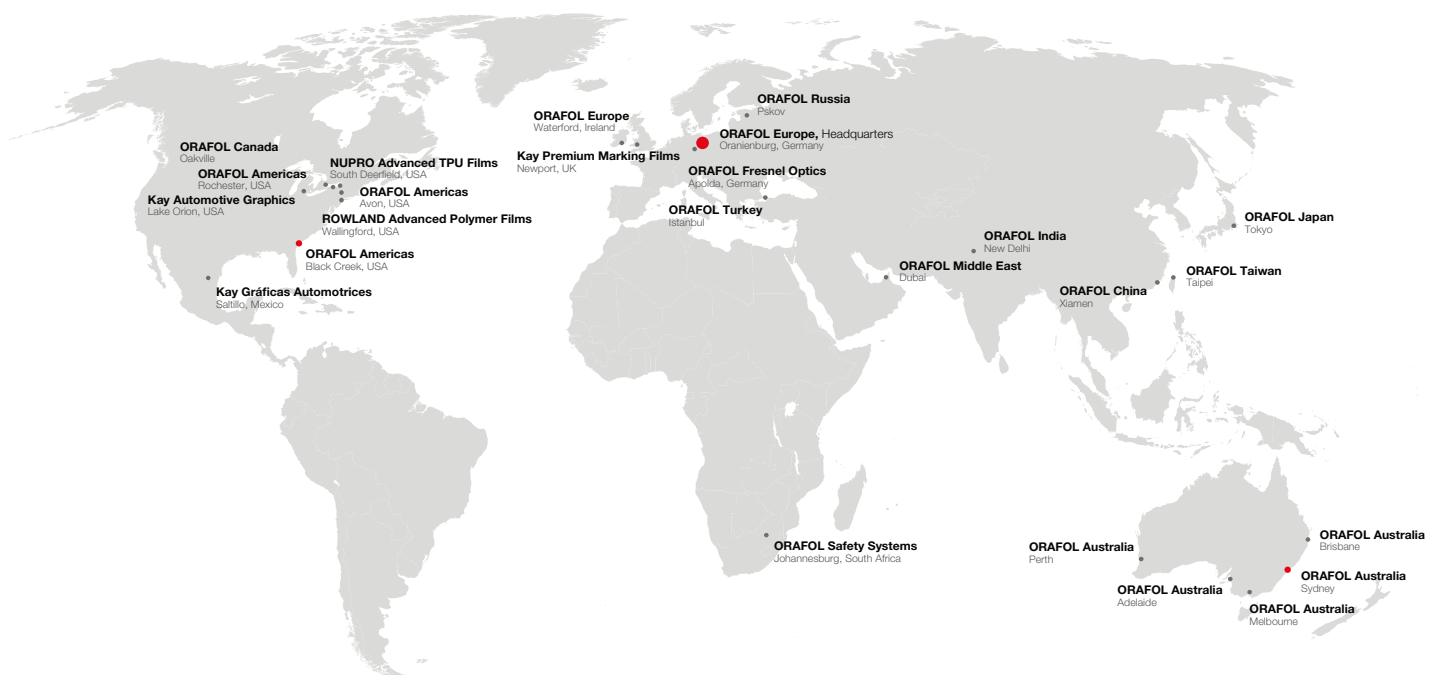 ORAFOL Canada
Oakville
ORAFOL Americas
Rochester, USA
Kay Automotive Graphics
Lake Orion, USA
NUPRO Advanced TPU Films
South Deerfield, USA
ORAFOL Americas
Avon, USA
ROWLAND Advanced Polymer Films
Wallingford, USA
ORAFOL Americas
Black Creek, USA
Kay Gráficas Automotrices
Saltillo, Mexico
ORAFOL Europe
Waterford, Ireland
Kay Premium Marking Films
Newport, UK
ORAFOL Russia
Pskov
ORAFOL Europe, Headquarters
Oranienburg, Germany
ORAFOL Fresnel Optics
Apolda, Germany
ORAFOL Turkey
Istanbul
ORAFOL India
New Delhi
ORAFOL Middle East
Dubai
ORAFOL Japan
Tokyo
ORAFOL Taiwan
Taipei
ORAFOL China
Xiamen
ORAFOL Safety Systems
Johannesburg, South Africa
ORAFOL Australia
Perth
ORAFOL Australia
Brisbane
ORAFOL Australia
Sydney
ORAFOL Australia
Adelaide
ORAFOL Australia
Melbourne